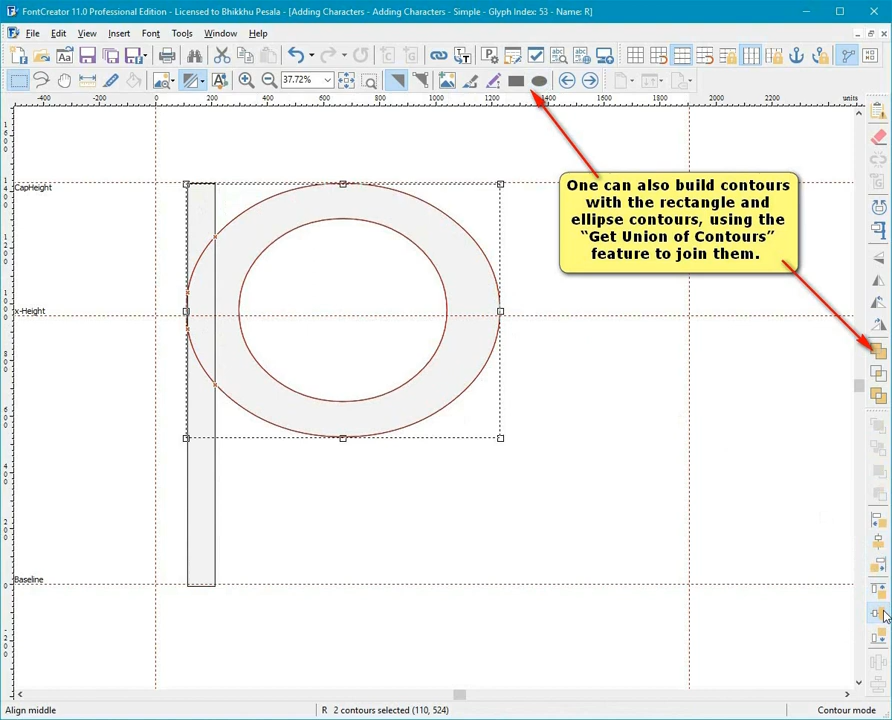 FontCreator 11.0 Professional Edition - Licensed to Bhikkhu Pesala - [Adding Characters - Adding Characters - Simple - Glyph Index: 53 - Name: R]
File Edit View Insert Font Tools Window Help
37.72%
-400 -200 0 200 400 600 800 1000 1200 1400 1600 1800 2000 2200 units
CapHeight
One can also build contours
with the rectangle and
ellipse contours, using the
“Get Union of Contours”
feature to join them.
x-Height
Baseline
Align middle R 2 contours selected (110, 524) Contour mode